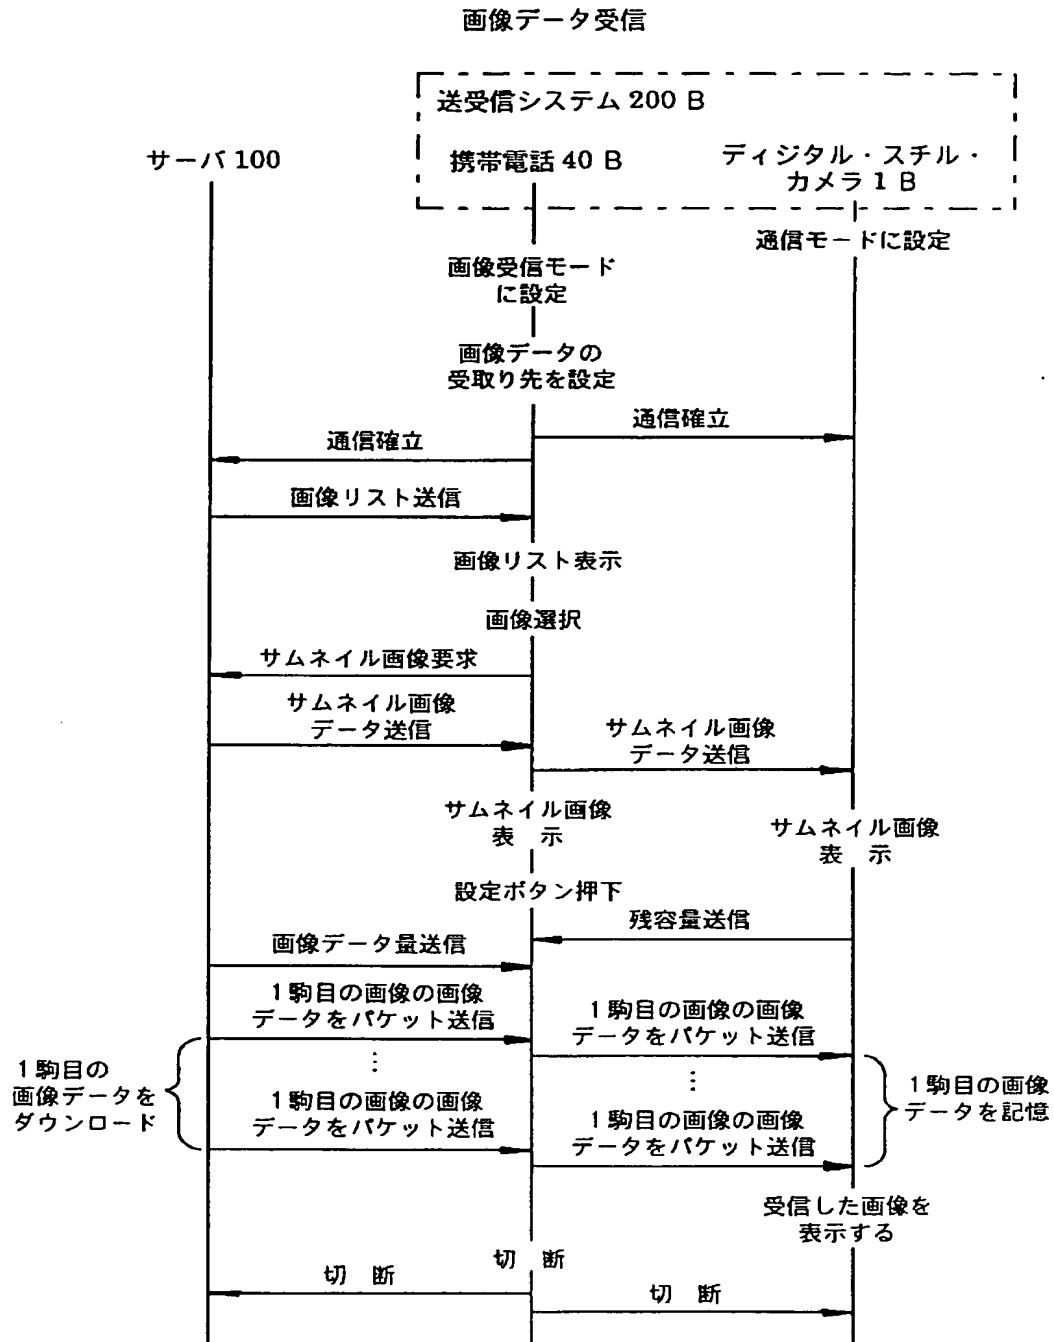 画像データ受信
送受信システム 200 B
サーバ 100
携帯電話 40 B
ディジタル・スチル・
カメラ 1 B
通信モードに設定
画像受信モード
に設定
画像データの
受取り先を設定
通信確立
通信確立
画像リスト送信
画像リスト表示
画像選択
サムネイル画像要求
サムネイル画像
データ送信
サムネイル画像
データ送信
サムネイル画像
表 示
サムネイル画像
表 示
設定ボタン押下
残容量送信
画像データ量送信
1駒目の画像の画像
データをパケット送信
1駒目の画像の画像
データをパケット送信
⋮
⋮
1駒目の
画像データを
ダウンロード
1駒目の画像
データを記憶
1駒目の画像の画像
データをパケット送信
1駒目の画像の画像
データをパケット送信
受信した画像を
表示する
切 断
切 断
切 断